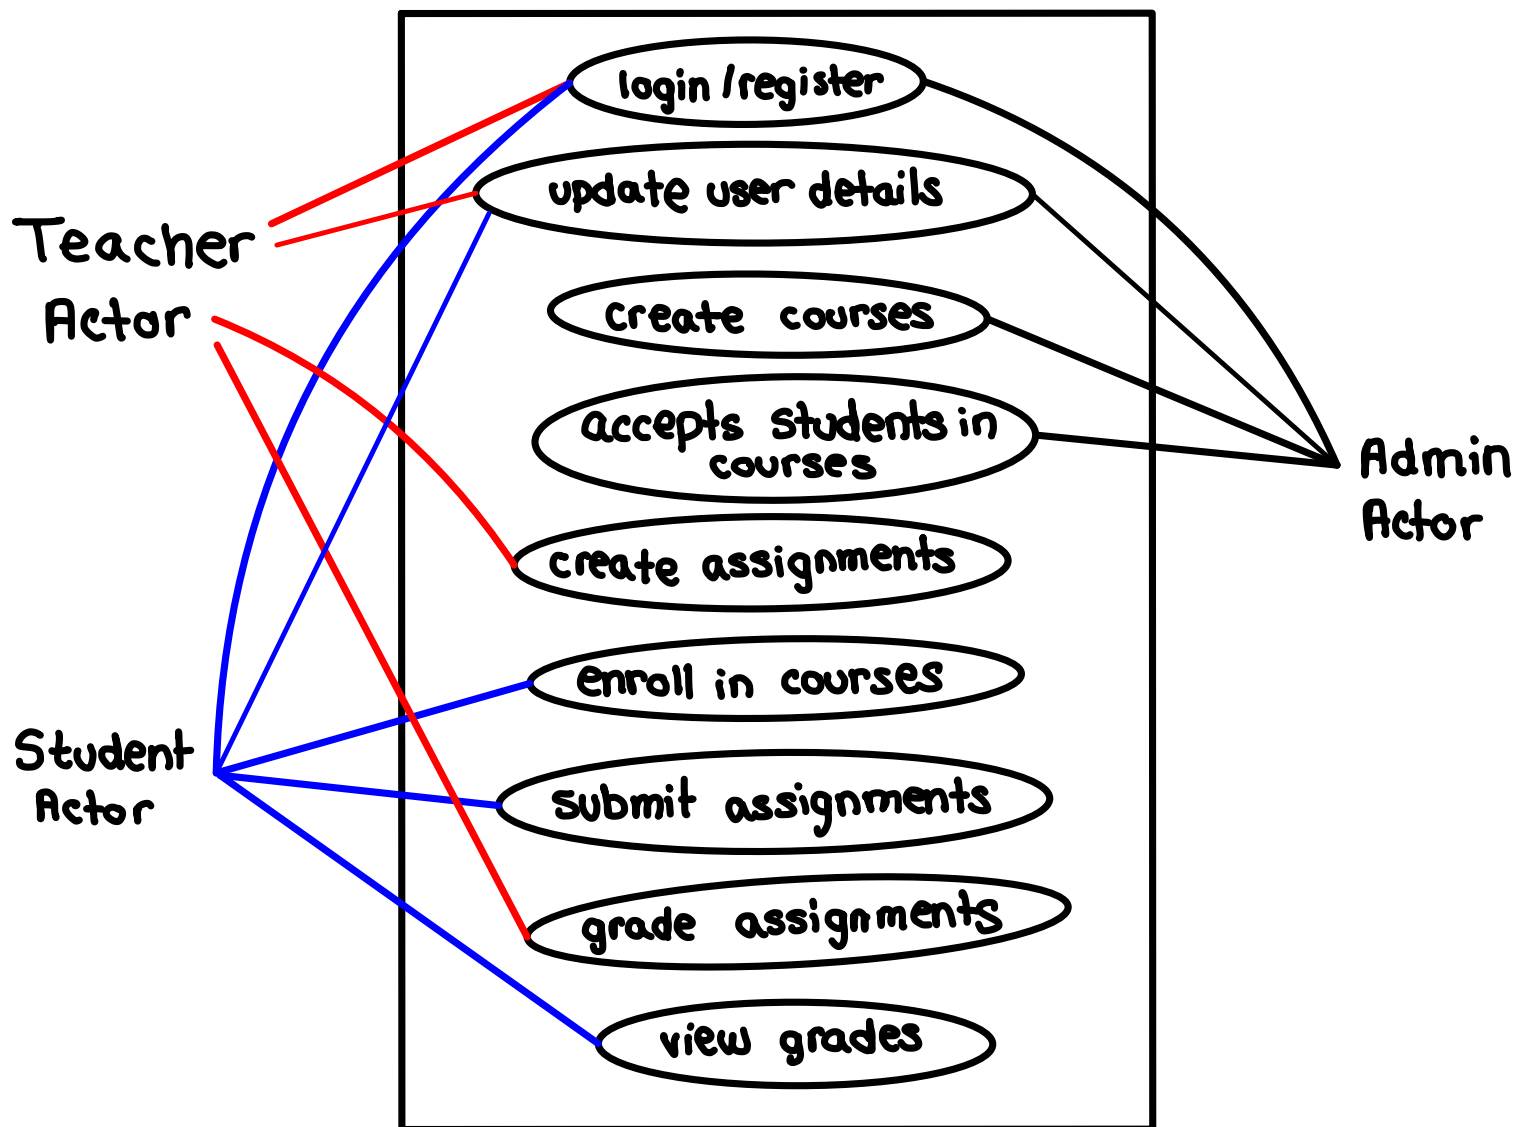 login /register
update user details
Teacher
Actor
create courses
accepts students in
courses
Admin
Actor
create assignments
enroll in courses
Student
Actor
submit assignments
grade assignments
view grades